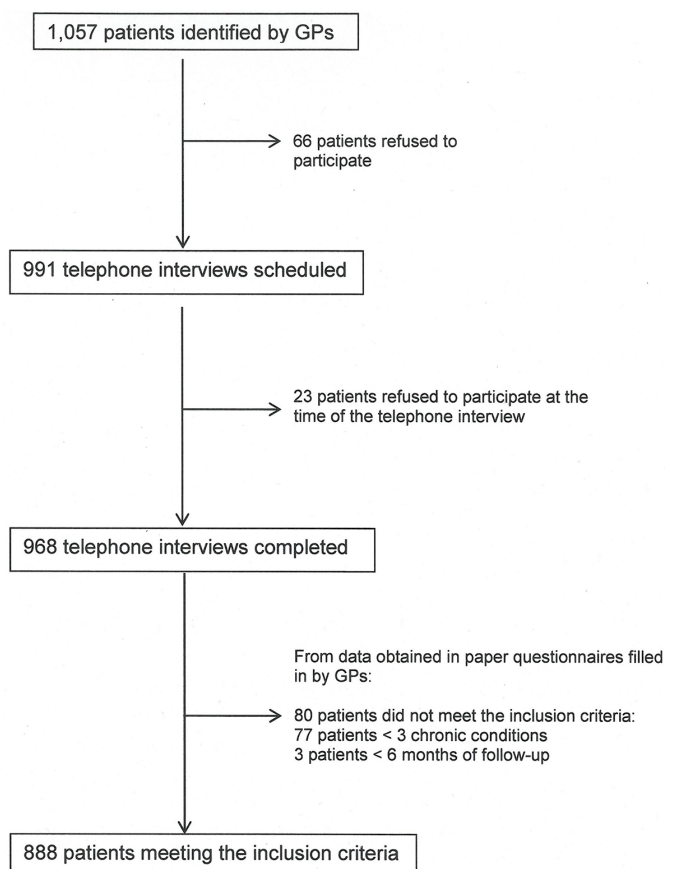 1,057 patients identified by GPs
66 patients refused to
participate
991 telephone interviews scheduled
23 patients refused to participate at the
time of the telephone interview
968 telephone interviews completed
From data obtained in paper questionnaires filled
in by GPs:
80 patients did not meet the inclusion criteria:
77 patients < 3 chronic conditions
3 patients < 6 months of follow-up
888 patients meeting the inclusion criteria